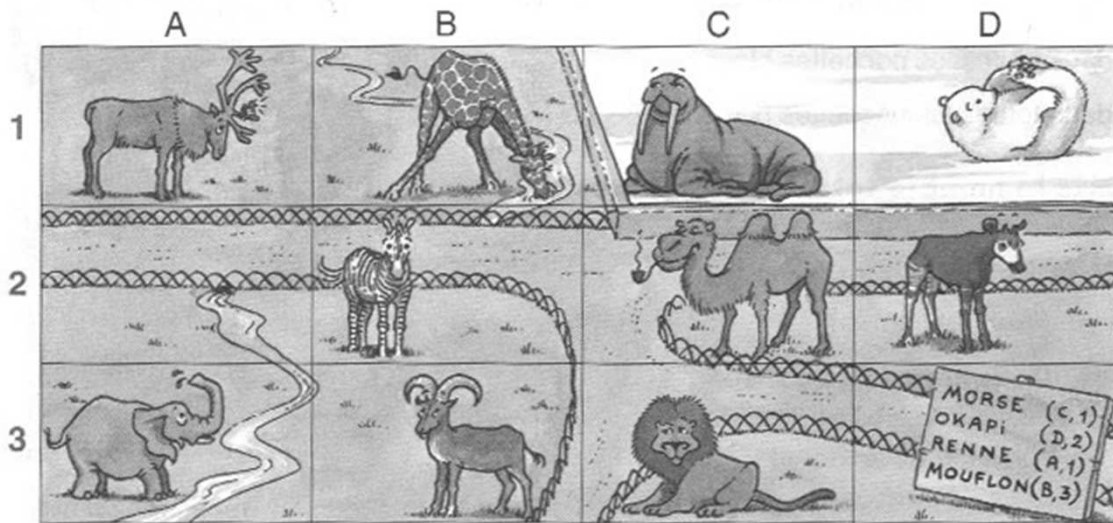 A B C D
1
2
3
MORSE (C,1)
OKAPi (D,2)
RENNE (A,1)
MOUFLON (B,3)